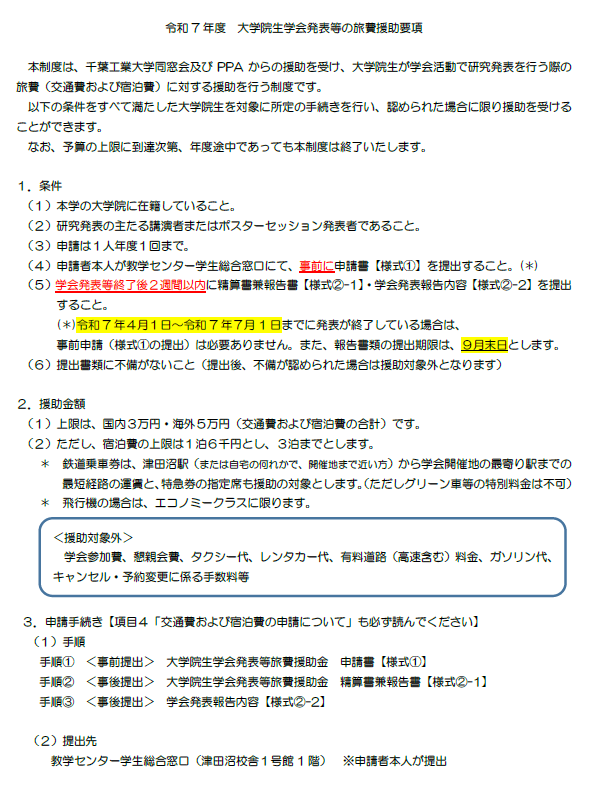 令和７年度　大学院生学会発表等の旅費援助要項
本制度は、千葉工業大学同窓会及び PPA からの援助を受け、大学院生が学会活動で研究発表を行う際の
旅費（交通費および宿泊費）に対する援助を行う制度です。
以下の条件をすべて満たした大学院生を対象に所定の手続きを行い、認められた場合に限り援助を受ける
ことができます。
なお、予算の上限に到達次第、年度途中であっても本制度は終了いたします。
１．条件
（１）本学の大学院に在籍していること。
（２）研究発表の主たる講演者またはポスターセッション発表者であること。
（３）申請は１人年度１回まで。
（４）申請者本人が教学センター学生総合窓口にて、事前に申請書【様式①】を提出すること。(＊)
（５）学会発表等終了後２週間以内に精算書兼報告書【様式②-1】・学会発表報告内容【様式②-2】を提出
すること。
(＊)令和７年４月１日～令和７年７月１日までに発表が終了している場合は、
事前申請（様式①の提出）は必要ありません。また、報告書類の提出期限は、９月末日とします。
（６）提出書類に不備がないこと（提出後、不備が認められた場合は援助対象外となります）
２．援助金額
（１）上限は、国内３万円・海外５万円（交通費および宿泊費の合計）です。
（２）ただし、宿泊費の上限は１泊６千円とし、３泊までとします。
＊　鉄道乗車券は、津田沼駅（または自宅の何れかで、開催地まで近い方）から学会開催地の最寄り駅までの
最短経路の運賃と、特急券の指定席も援助の対象とします。（ただしグリーン車等の特別料金は不可）
＊　飛行機の場合は、エコノミークラスに限ります。
＜援助対象外＞
学会参加費、懇親会費、タクシー代、レンタカー代、有料道路（高速含む）料金、ガソリン代、
キャンセル・予約変更に係る手数料等
３．申請手続き【項目４「交通費および宿泊費の申請について」も必ず読んでください】
（１）手順
手順①　＜事前提出＞　大学院生学会発表等旅費援助金　申請書【様式①】
手順②　＜事後提出＞　大学院生学会発表等旅費援助金　精算書兼報告書【様式②-1】
手順③　＜事後提出＞　学会発表報告内容【様式②-2】
（２）提出先
教学センター学生総合窓口（津田沼校舎１号館１階）　※申請者本人が提出